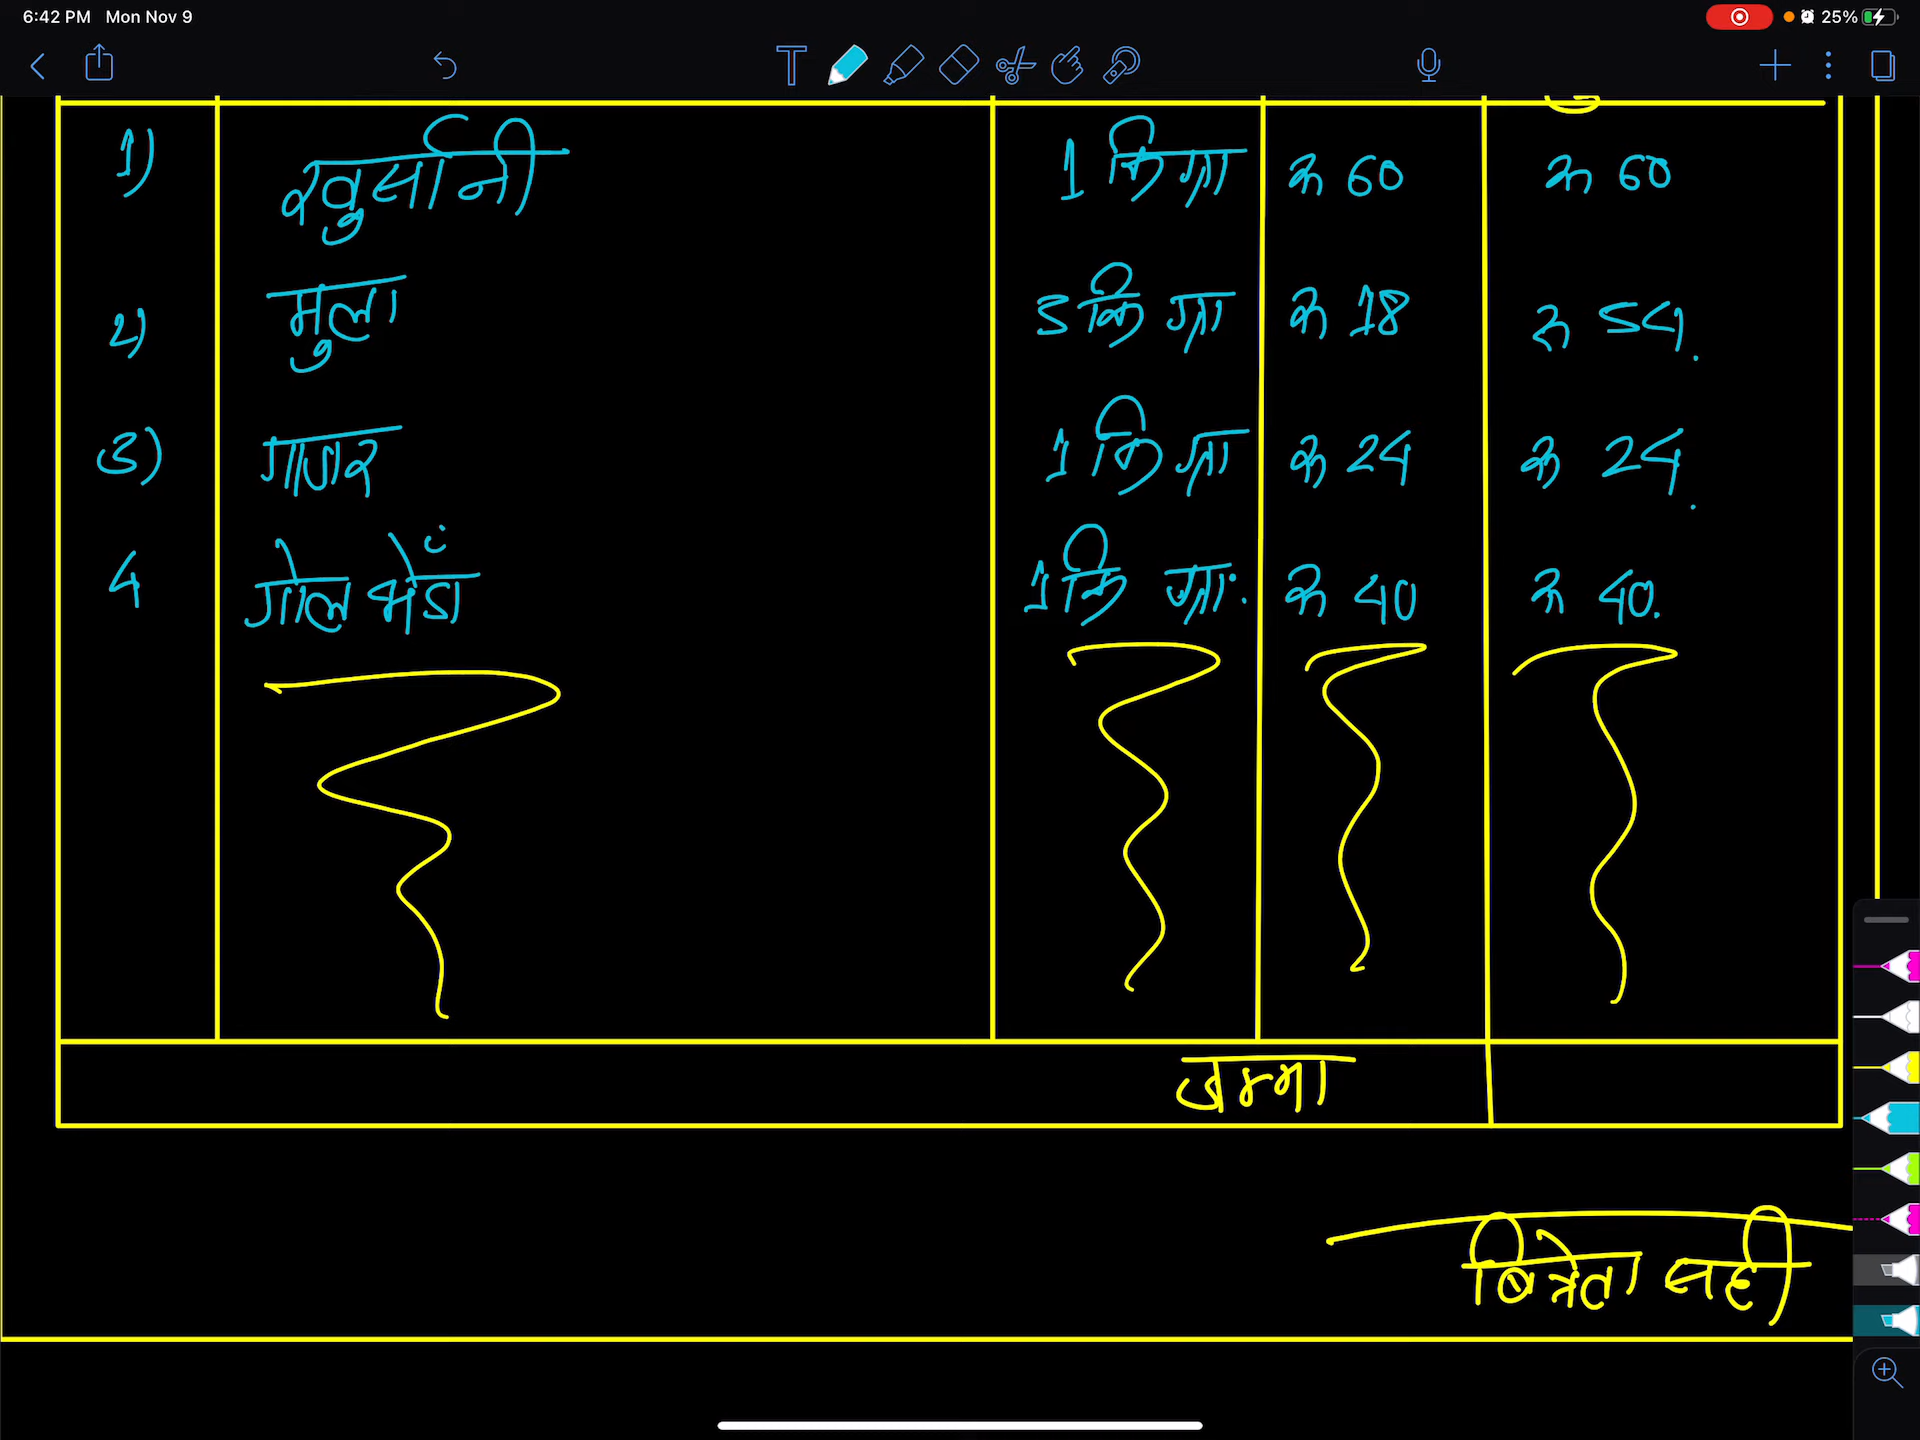 6:42 PM Mon Nov 9 25%
1) खुर्सानी 1 कि ग्रा रु 60 रु 60
2) मुला 3 कि ग्रा रु 18 रु 54.
3) गाजर 1 कि ग्रा रु 24 रु 24.
4 गोल भेंडा 1 कि ग्रा. रु 40 रु 40.
जम्मा
बिक्रेता सही